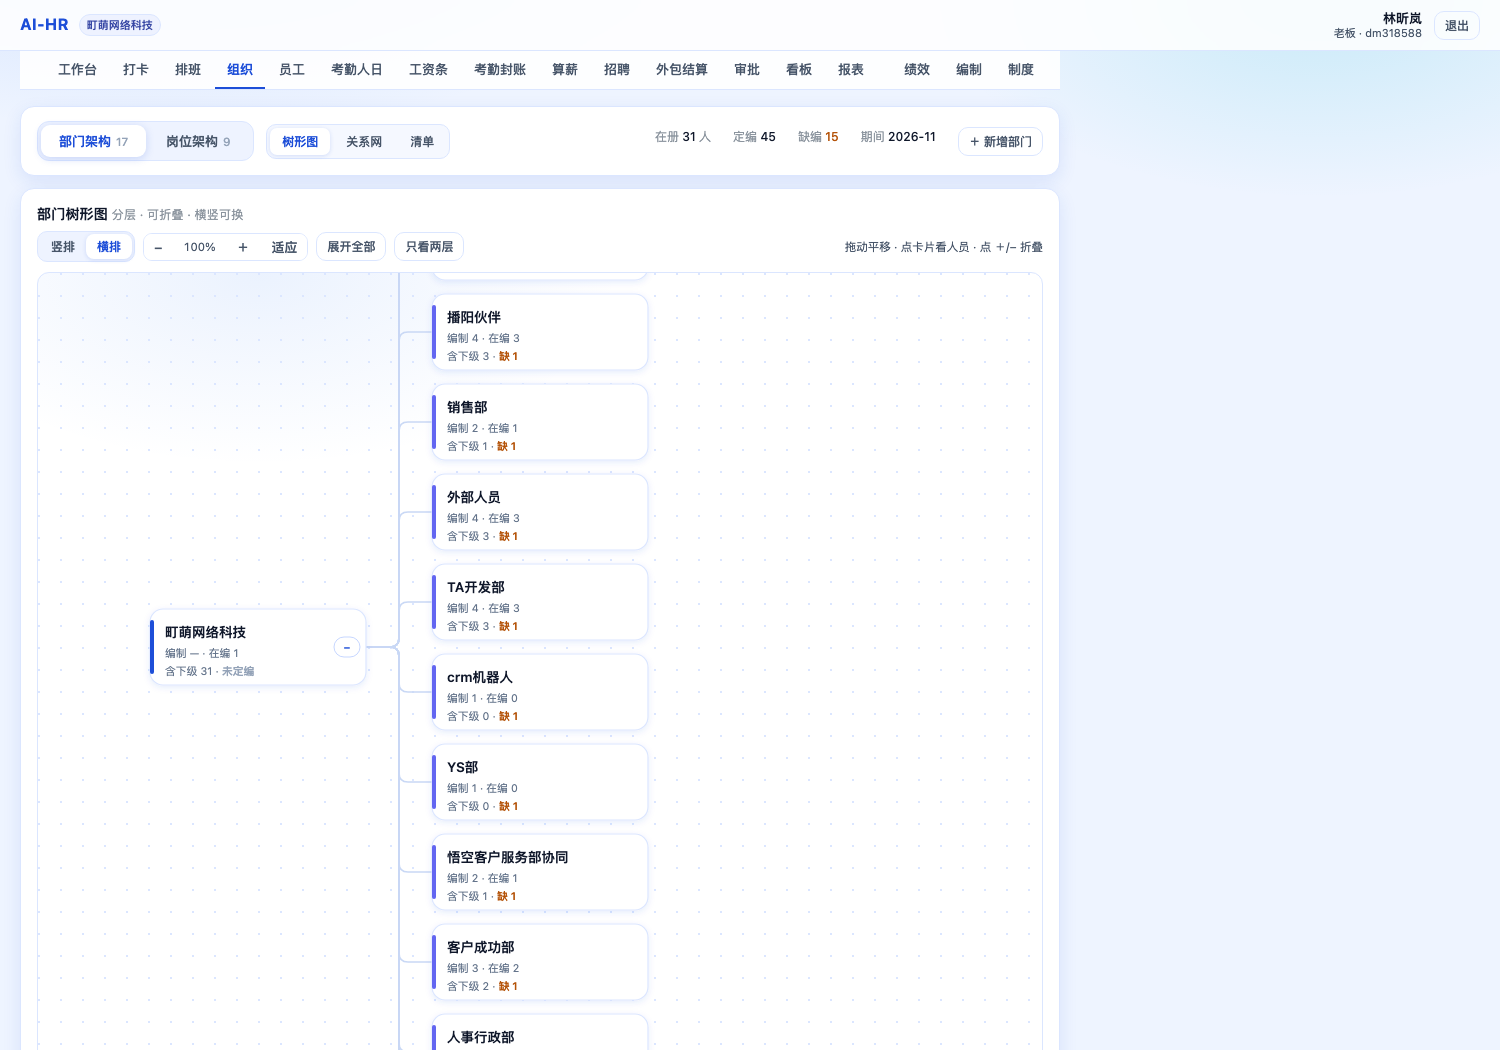 AI-HR 町萌网络科技
林昕岚
老板 · dm318588
退出
工作台 打卡 排班 组织 员工 考勤人日 工资条 考勤封账 算薪 招聘 外包结算 审批 看板 报表 绩效 编制 制度
部门架构 17 岗位架构 9 树形图 关系网 清单 在册 31 人 定编 45 缺编 15 期间 2026-11 + 新增部门
部门树形图 分层 · 可折叠 · 横竖可换
竖排 横排 − 100% + 适应 展开全部 只看两层 拖动平移 · 点卡片看人员 · 点 +/− 折叠
播阳伙伴
编制 4 · 在编 3
含下级 3 · 缺 1
销售部
编制 2 · 在编 1
含下级 1 · 缺 1
外部人员
编制 4 · 在编 3
含下级 3 · 缺 1
TA开发部
编制 4 · 在编 3
含下级 3 · 缺 1
町萌网络科技
编制 — · 在编 1
含下级 31 · 未定编
−
crm机器人
编制 1 · 在编 0
含下级 0 · 缺 1
YS部
编制 1 · 在编 0
含下级 0 · 缺 1
悟空客户服务部协同
编制 2 · 在编 1
含下级 1 · 缺 1
客户成功部
编制 3 · 在编 2
含下级 2 · 缺 1
人事行政部